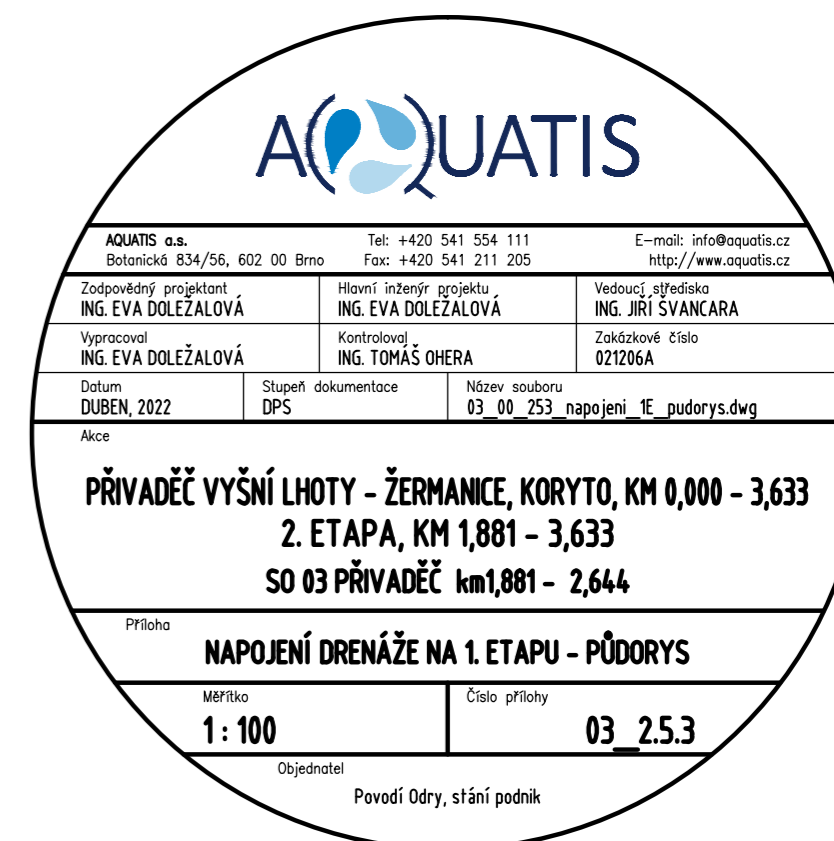 AQUATIS
AQUATIS a.s. Tel: +420 541 554 111 E-mail: info@aquatis.cz
Botanická 834/56, 602 00 Brno Fax: +420 541 211 205 http://www.aquatis.cz
Zodpovědný projektant Hlavní inženýr projektu Vedoucí střediska
ING. EVA DOLEŽALOVÁ ING. EVA DOLEŽALOVÁ ING. JIŘÍ ŠVANCARA
Vypracoval Kontroloval Zakázkové číslo
ING. EVA DOLEŽALOVÁ ING. TOMÁŠ OHERA 021206A
Datum Stupeň dokumentace Název souboru
DUBEN, 2022 DPS 03_00_253_napojeni_1E_pudorys.dwg
Akce
PŘIVADĚČ VYŠNÍ LHOTY - ŽERMANICE, KORYTO, KM 0,000 - 3,633
2. ETAPA, KM 1,881 - 3,633
SO 03 PŘIVADĚČ km1,881 - 2,644
Příloha
NAPOJENÍ DRENÁŽE NA 1. ETAPU - PŮDORYS
Měřítko Číslo přílohy
1 : 100 03_2.5.3
Objednatel
Povodí Odry, stání podnik